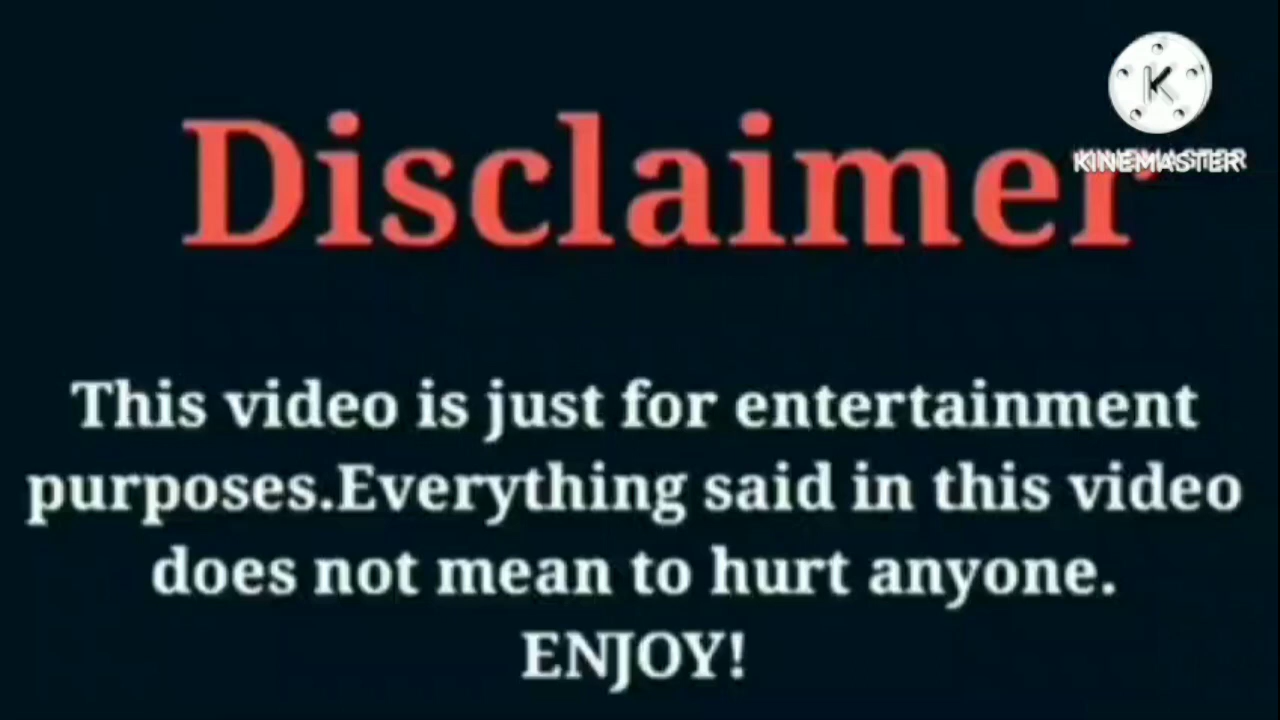 K
KINEMASTER
Disclaimer
This video is just for entertainment
purposes.Everything said in this video
does not mean to hurt anyone.
ENJOY!